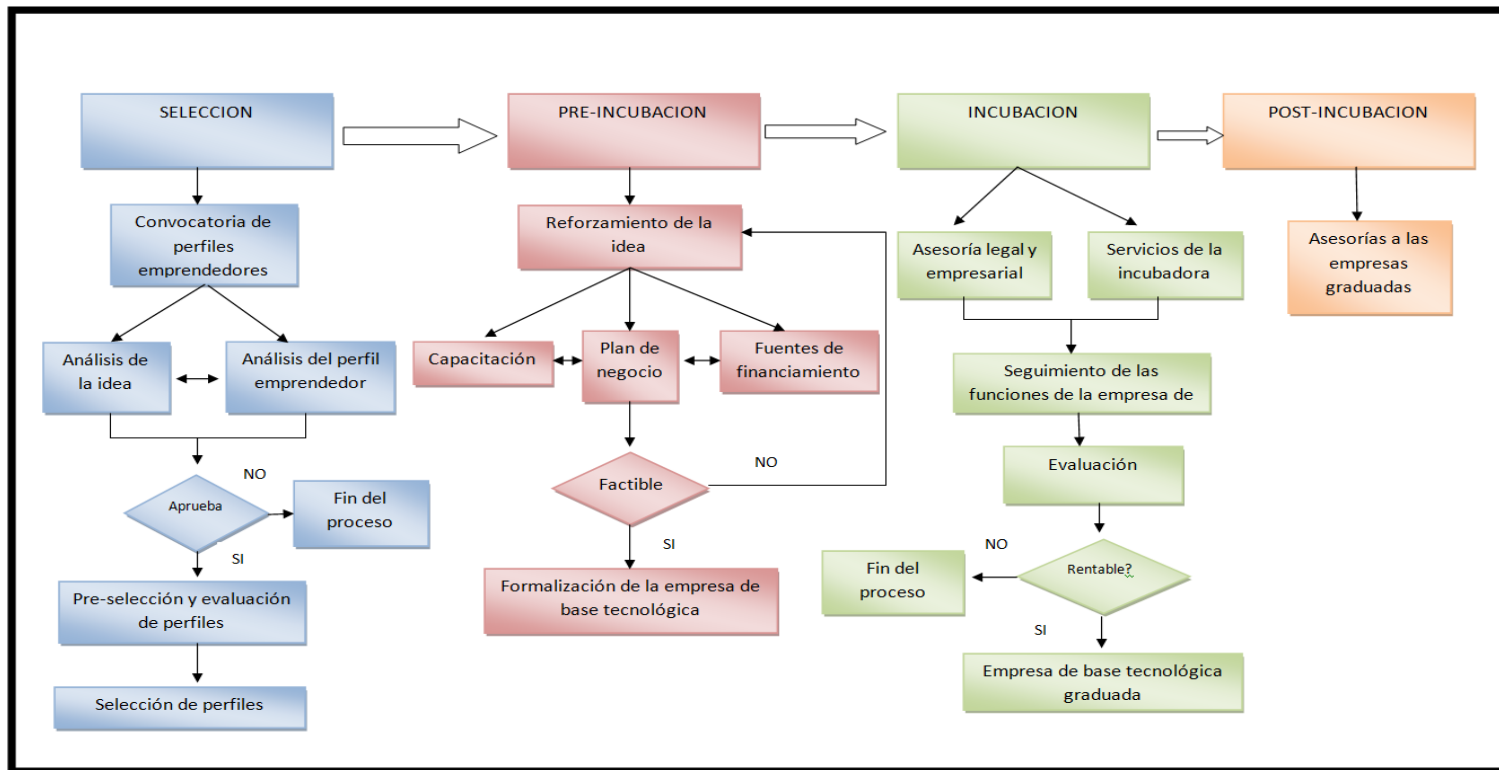 SELECCION
PRE-INCUBACION
INCUBACION
POST-INCUBACION
Convocatoria de
perfiles
emprendedores
Análisis de
la idea
Análisis del perfil
emprendedor
NO
Aprueba
Fin del
proceso
SI
Pre-selección y evaluación
de perfiles
Selección de perfiles
Reforzamiento de la
idea
Capacitación
Plan de
negocio
Fuentes de
financiamiento
NO
Factible
SI
Formalización de la empresa de
base tecnológica
Asesoría legal y
empresarial
Servicios de la
incubadora
Seguimiento de las
funciones de la empresa de
Evaluación
NO
Rentable?
Fin del
proceso
SI
Empresa de base tecnológica
graduada
Asesorías a las
empresas
graduadas